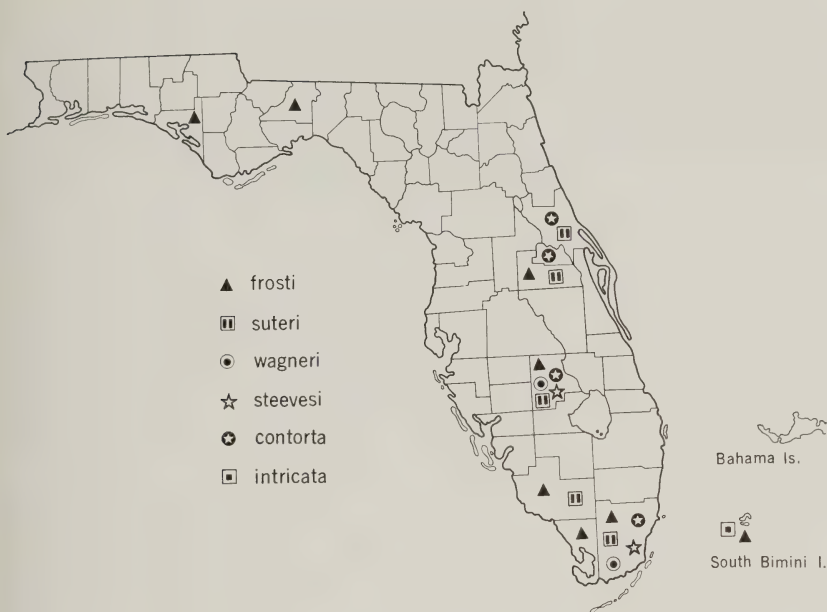 frosti
suteri
wagneri
steevesi
contorta
intricata
Bahama Is.
South Bimini I.